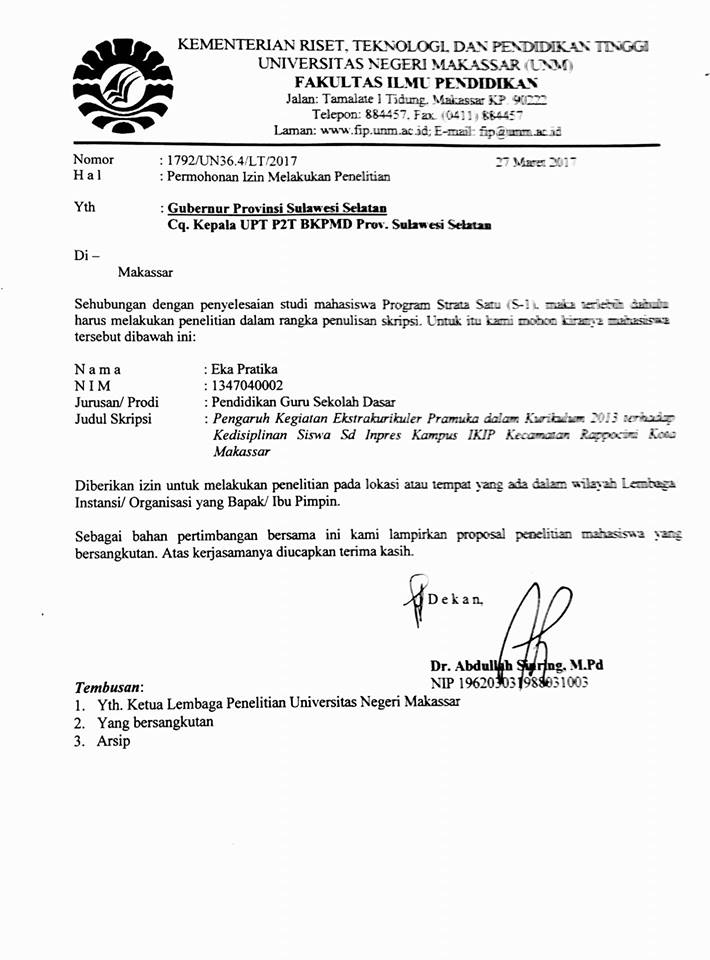 KEMENTERIAN RISET, TEKNOLOGI, DAN PENDIDIKAN TINGGI
UNIVERSITAS NEGERI MAKASSAR (UNM)
FAKULTAS ILMU PENDIDIKAN
Jalan: Tamalate I Tidung, Makassar KP. 90222
Telepon: 884457, Fax. (0411) 884457
Laman: www.fip.unm.ac.id; E-mail: fip@unm.ac.id
Nomor : 1792/UN36.4/LT/2017 27 Maret 2017
H a l : Permohonan Izin Melakukan Penelitian
Yth : Gubernur Provinsi Sulawesi Selatan
Cq. Kepala UPT P2T BKPMD Prov. Sulawesi Selatan
Di –
Makassar
Sehubungan dengan penyelesaian studi mahasiswa Program Strata Satu (S-1), maka terlebih dahulu
harus melakukan penelitian dalam rangka penulisan skripsi. Untuk itu kami mohon kiranya mahasiswa
tersebut dibawah ini:
N a m a : Eka Pratika
N I M : 1347040002
Jurusan/ Prodi : Pendidikan Guru Sekolah Dasar
Judul Skripsi : Pengaruh Kegiatan Ekstrakurikuler Pramuka dalam Kurikulum 2013 terhadap
Kedisiplinan Siswa Sd Inpres Kampus IKIP Kecamatan Rappocini Kota
Makassar
Diberikan izin untuk melakukan penelitian pada lokasi atau tempat yang ada dalam wilayah Lembaga
Instansi/ Organisasi yang Bapak/ Ibu Pimpin.
Sebagai bahan pertimbangan bersama ini kami lampirkan proposal penelitian mahasiswa yang
bersangkutan. Atas kerjasamanya diucapkan terima kasih.
D e k a n,
Dr. Abdullah Sinring, M.Pd
NIP 196203031988031003
Tembusan:
1. Yth. Ketua Lembaga Penelitian Universitas Negeri Makassar
2. Yang bersangkutan
3. Arsip